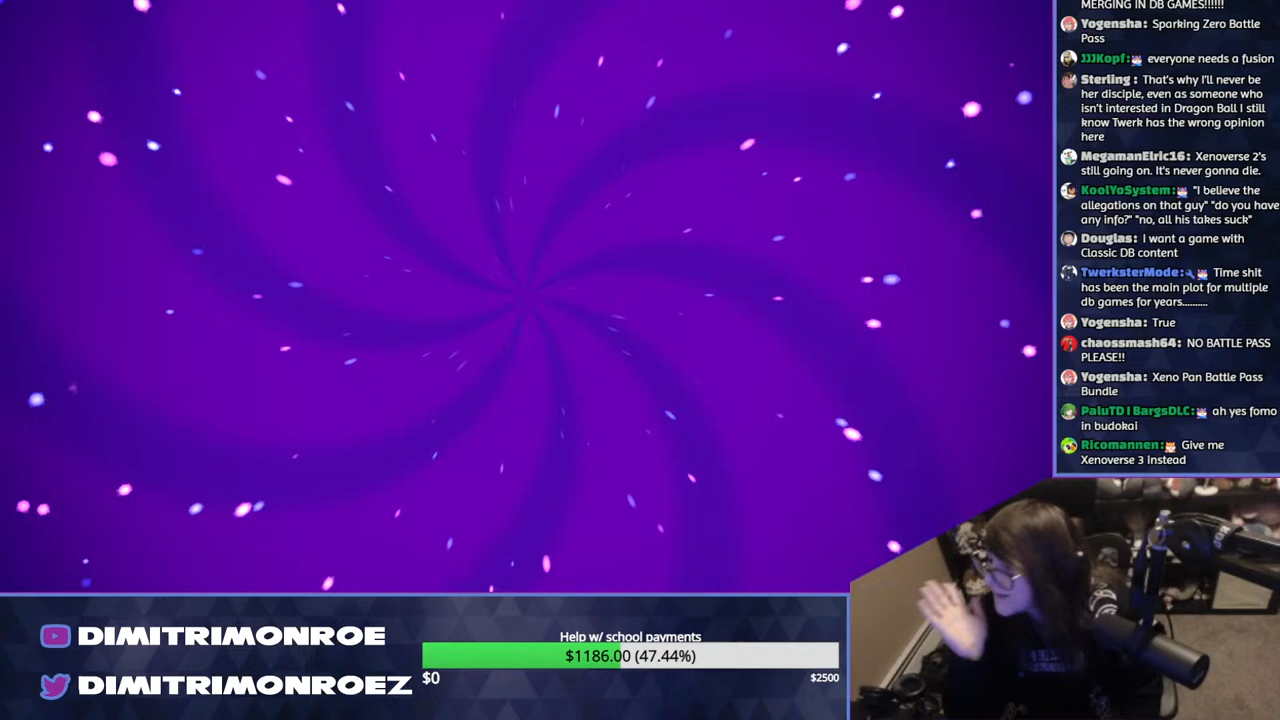 MERGING IN DB GAMES!!!!!!
Yogensha: Sparking Zero Battle
Pass
JJJKopf: everyone needs a fusion
Sterling : That's why I'll never be
her disciple, even as someone who
isn't interested in Dragon Ball I still
know Twerk has the wrong opinion
here
MegamanElric16: Xenoverse 2's
still going on. It's never gonna die.
KoolYoSystem: "I believe the
allegations on that guy" "do you have
any info?" "no, all his takes suck"
Douglas: I want a game with
Classic DB content
TwerksterMode: Time shit
has been the main plot for multiple
db games for years..........
Yogensha: True
chaossmash64: NO BATTLE PASS
PLEASE!!
Yogensha: Xeno Pan Battle Pass
Bundle
PaluTD | BargsDLC: ah yes fomo
in budokai
Ricomannen: Give me
Xenoverse 3 instead
DIMITRIMONROE
DIMITRIMONROEZ
Help w/ school payments
$1186.00 (47.44%)
$0
$2500